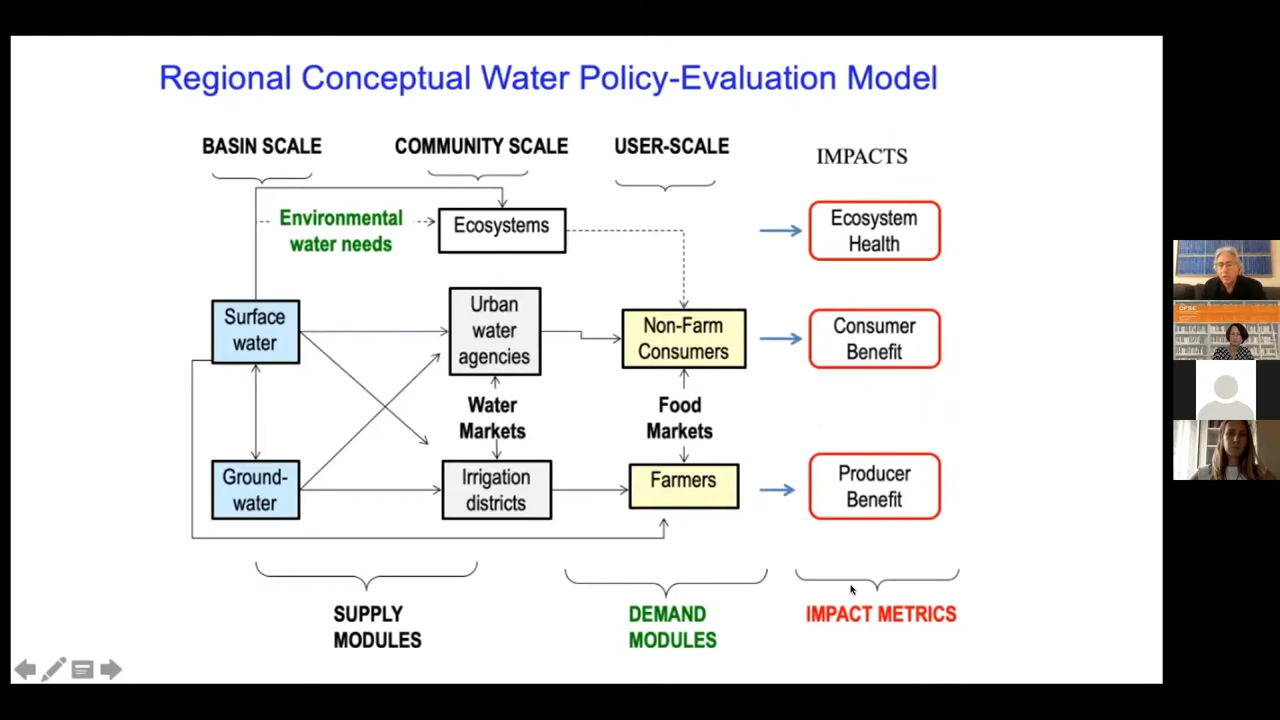 Regional Conceptual Water Policy-Evaluation Model
BASIN SCALE
COMMUNITY SCALE
USER-SCALE
IMPACTS
Environmental
water needs
Ecosystems
Ecosystem
Health
Surface
water
Urban
water
agencies
Non-Farm
Consumers
Consumer
Benefit
Water
Markets
Food
Markets
Ground-
water
Irrigation
districts
Farmers
Producer
Benefit
SUPPLY
MODULES
DEMAND
MODULES
IMPACT METRICS